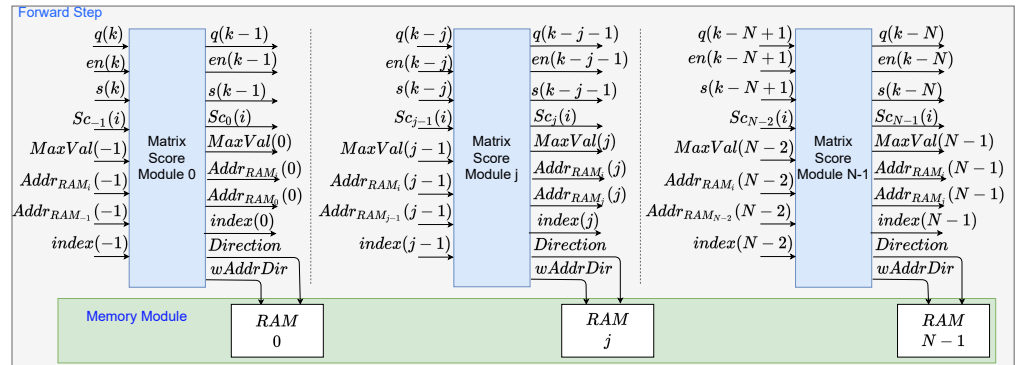 Forward Step
q(k)
en(k)
s(k)
Sc_{-1}(i)
MaxVal(-1)
Addr_{RAM_i}(-1)
Addr_{RAM_{-1}}(-1)
index(-1)
Matrix
Score
Module 0
q(k-1)
en(k-1)
s(k-1)
Sc_0(i)
MaxVal(0)
Addr_{RAM_i}(0)
Addr_{RAM_0}(0)
index(0)
Direction
wAddrDir
q(k-j)
en(k-j)
s(k-j)
Sc_{j-1}(i)
MaxVal(j-1)
Addr_{RAM_i}(j-1)
Addr_{RAM_{j-1}}(j-1)
index(j-1)
Matrix
Score
Module j
q(k-j-1)
en(k-j-1)
s(k-j-1)
Sc_j(i)
MaxVal(j)
Addr_{RAM_i}(j)
Addr_{RAM_j}(j)
index(j)
Direction
wAddrDir
q(k-N+1)
en(k-N+1)
s(k-N+1)
Sc_{N-2}(i)
MaxVal(N-2)
Addr_{RAM_i}(N-2)
Addr_{RAM_{N-2}}(N-2)
index(N-2)
Matrix
Score
Module N-1
q(k-N)
en(k-N)
s(k-N)
Sc_{N-1}(i)
MaxVal(N-1)
Addr_{RAM_i}(N-1)
Addr_{RAM_j}(N-1)
index(N-1)
Direction
wAddrDir
Memory Module
RAM
0
RAM
j
RAM
N-1